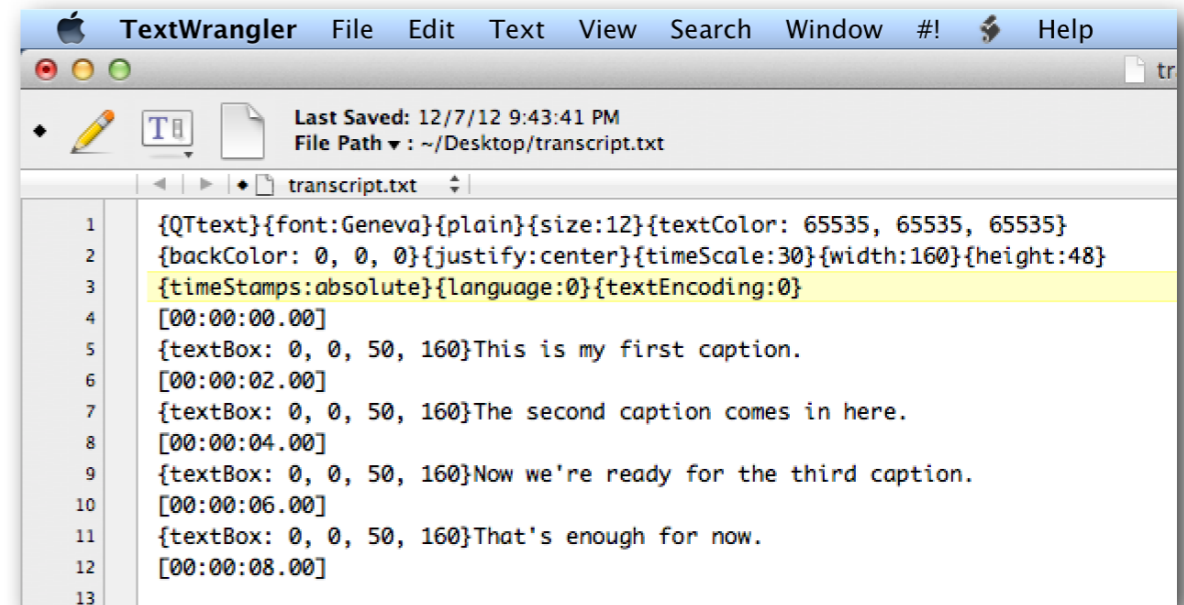 TextWrangler File Edit Text View Search Window #! Help
tr
Last Saved: 12/7/12 9:43:41 PM
File Path ▾ : ~/Desktop/transcript.txt
transcript.txt
1 {QTtext}{font:Geneva}{plain}{size:12}{textColor: 65535, 65535, 65535}
2 {backColor: 0, 0, 0}{justify:center}{timeScale:30}{width:160}{height:48}
3 {timeStamps:absolute}{language:0}{textEncoding:0}
4 [00:00:00.00]
5 {textBox: 0, 0, 50, 160}This is my first caption.
6 [00:00:02.00]
7 {textBox: 0, 0, 50, 160}The second caption comes in here.
8 [00:00:04.00]
9 {textBox: 0, 0, 50, 160}Now we're ready for the third caption.
10 [00:00:06.00]
11 {textBox: 0, 0, 50, 160}That's enough for now.
12 [00:00:08.00]
13